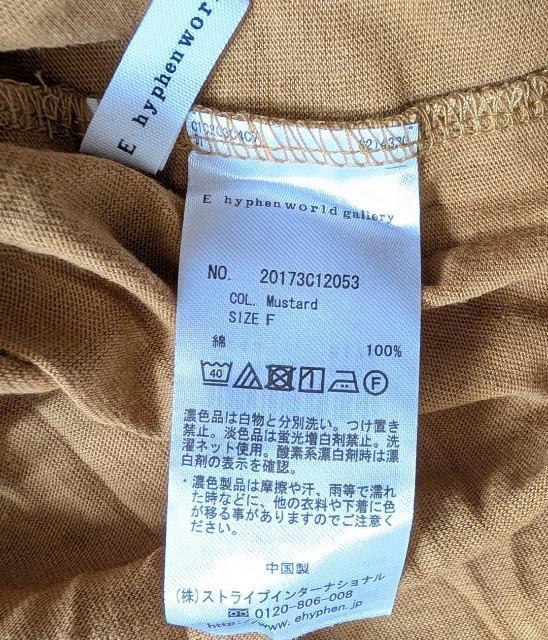 E hyphen wor
E hyphen world gallery
NO. 20173C12053
COL. Mustard
SIZE F
綿 100%
40 F
濃色品は白物と分別洗い。つけ置き
禁止。淡色品は蛍光増白剤禁止。洗
濯ネット使用。酸素系漂白剤時は漂
白剤の表示を確認。
・濃色製品は摩擦や汗、雨等で濡れ
た時などに、他の衣料や下着に色
が移る事がありますのでご注意く
ださい。
中国製
(株)ストライプインターナショナル
0120-806-008
http://www.ehyphen.jp